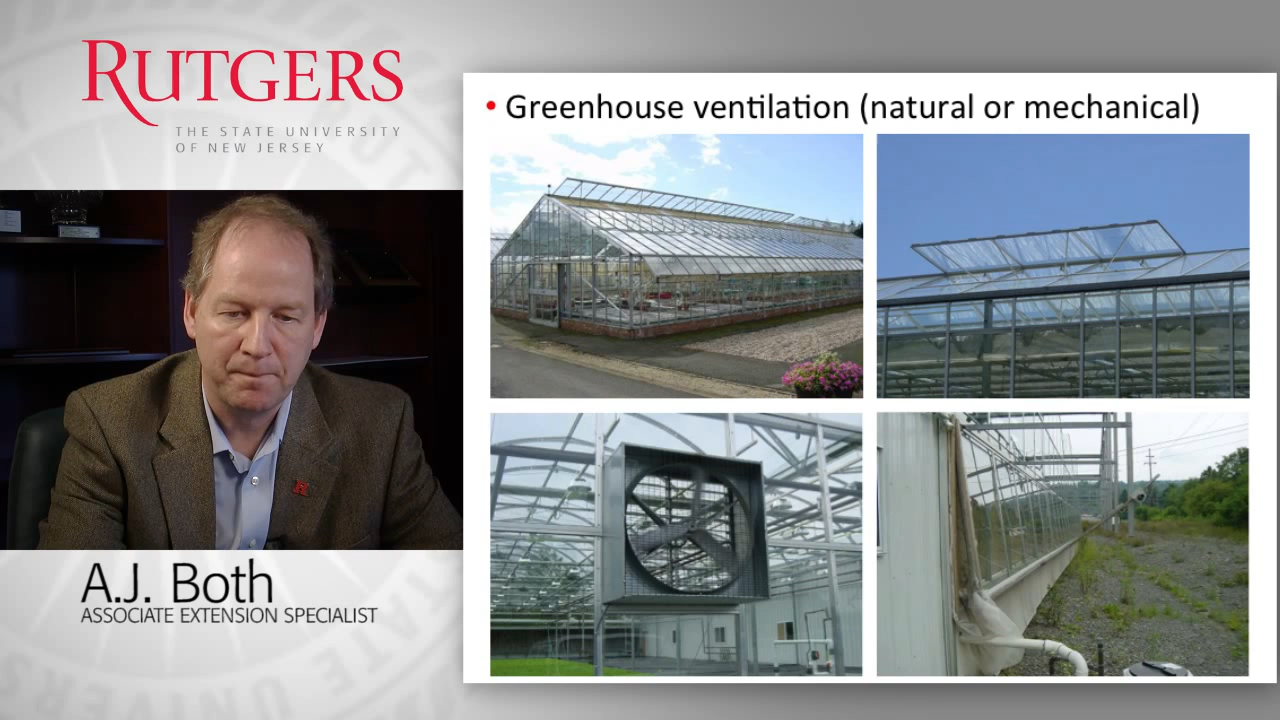 RUTGERS
THE STATE UNIVERSITY
OF NEW JERSEY
A.J. Both
ASSOCIATE EXTENSION SPECIALIST
• Greenhouse ventilation (natural or mechanical)